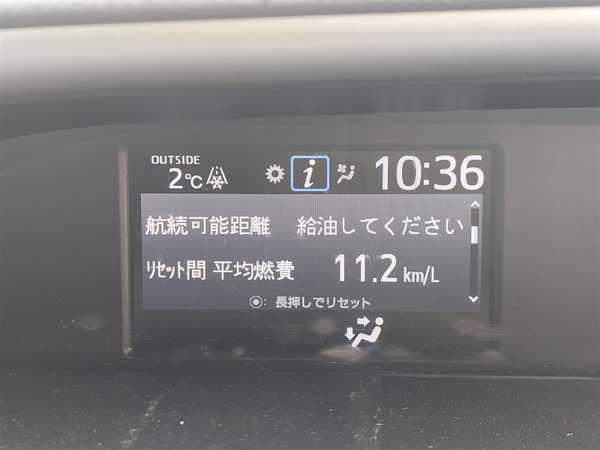 OUTSIDE
2℃ i 10:36
航続可能距離 給油してください
ﾘｾｯﾄ間 平均燃費 11.2 km/L
◉: 長押しでリセット